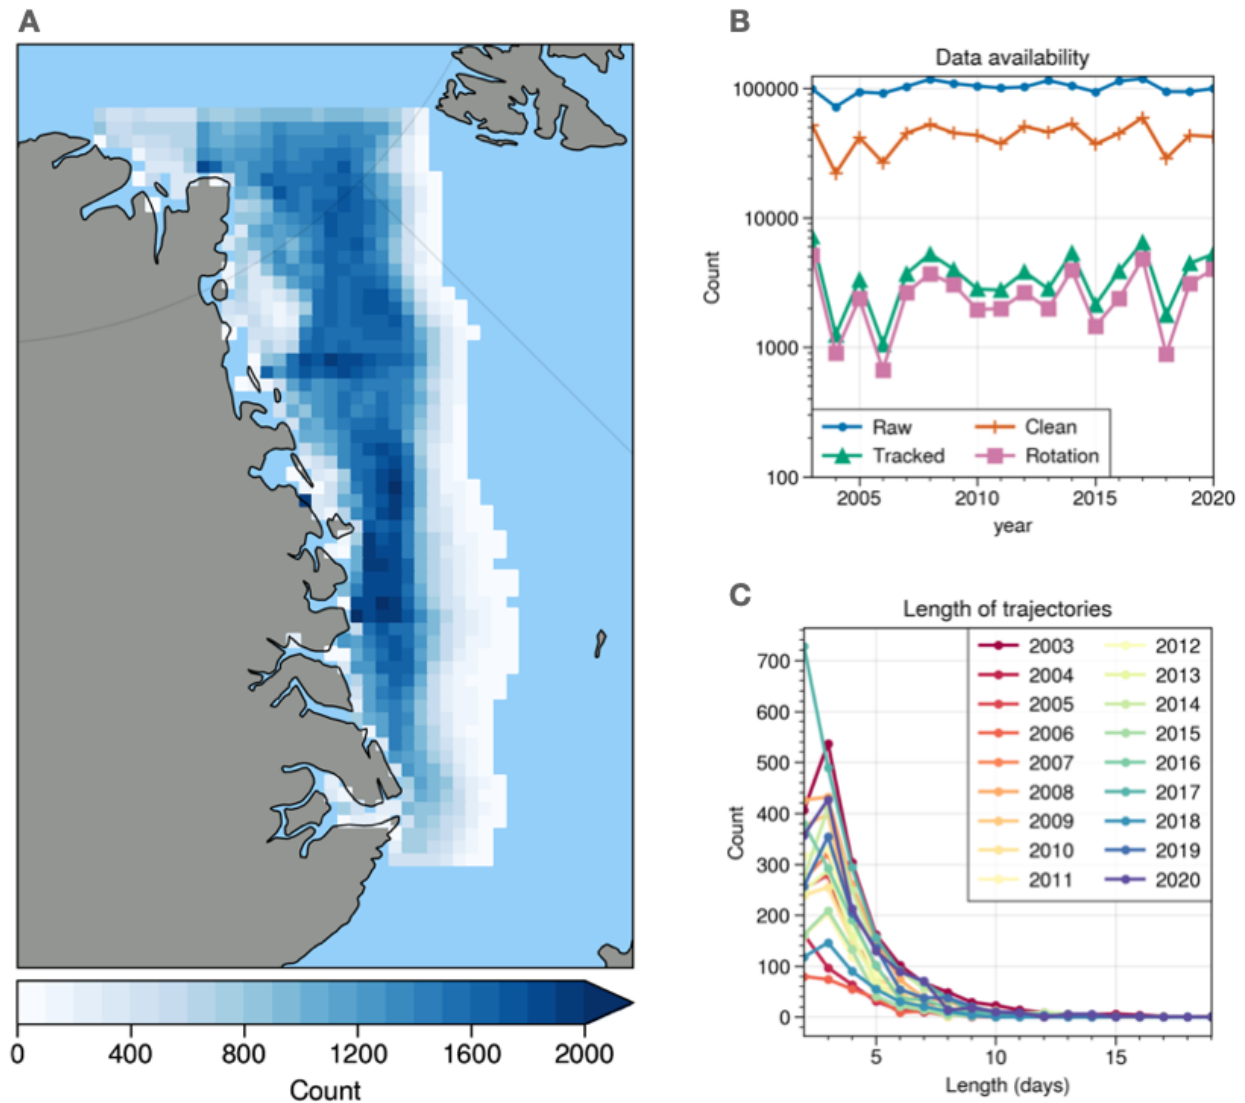 A
0 400 800 1200 1600 2000
Count
B
Data availability
100000
10000
1000
100
Count
Raw
Clean
Tracked
Rotation
2005 2010 2015 2020
year
C
Length of trajectories
700
600
500
400
300
200
100
0
Count
2003 2012
2004 2013
2005 2014
2006 2015
2007 2016
2008 2017
2009 2018
2010 2019
2011 2020
5 10 15
Length (days)